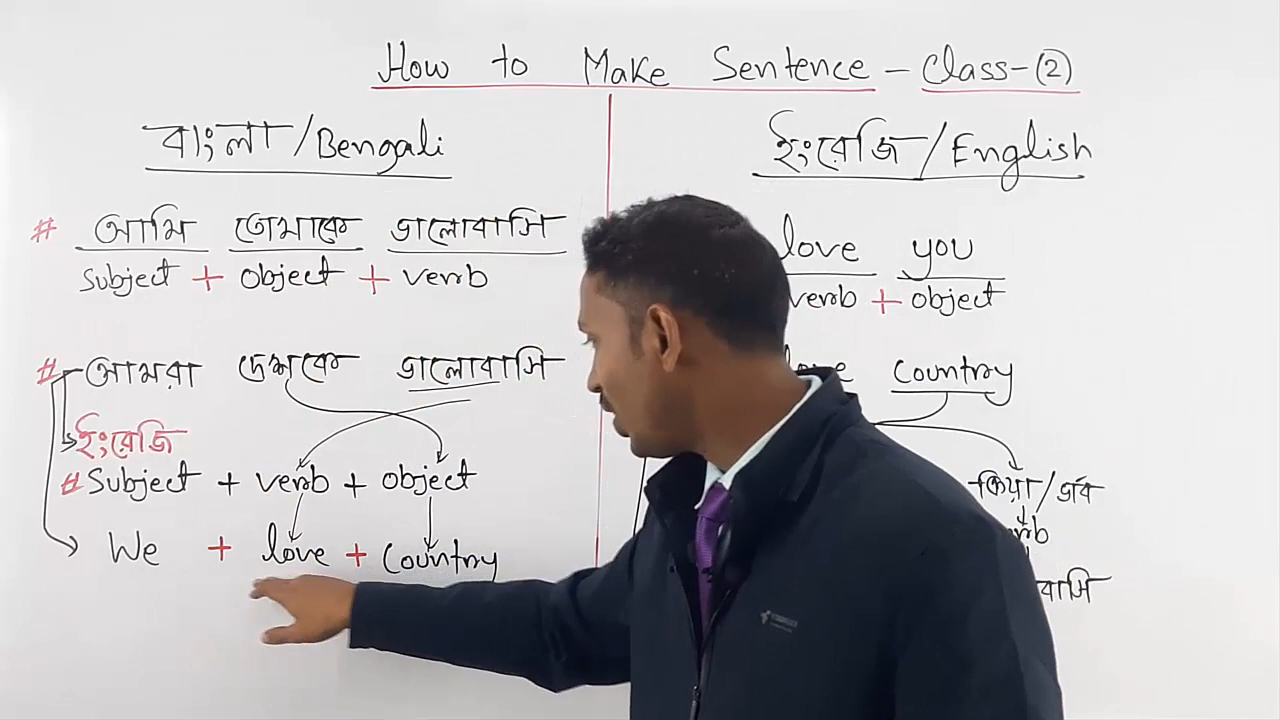 How to Make Sentence - Class-(2)
বাংলা/Bengali
# আমি তোমাকে ভালোবাসি
Subject + Object + verb
# আমরা দেশকে ভালোবাসি
ইংরেজি
# Subject + verb + object
We + love + Country
ইংরেজি/English
love you
verb + object
Country
ক্রিয়া/ভার্ব